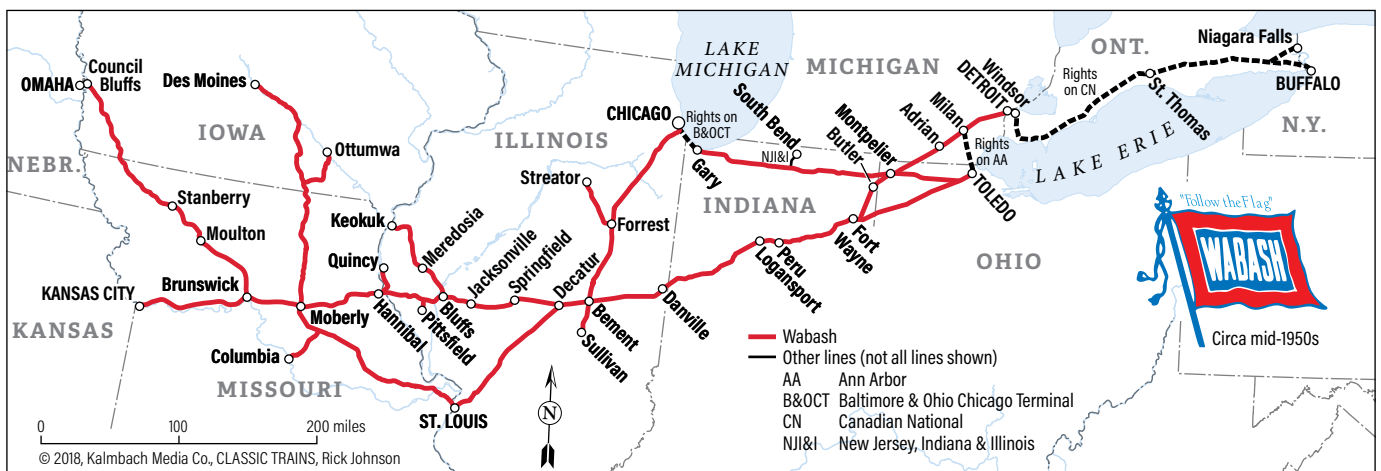 LAKE
MICHIGAN
MICHIGAN
ONT.
Niagara Falls
BUFFALO
N.Y.
Rights
on CN
St. Thomas
Windsor
DETROIT
Milan
Adrian
Rights
on AA
LAKE ERIE
TOLEDO
Montpelier
Butler
South Bend
NJI&I
CHICAGO
Rights on
B&OCT
Gary
Council
Bluffs
OMAHA
Des Moines
IOWA
Ottumwa
ILLINOIS
Streator
Forrest
INDIANA
NEBR.
Stanberry
Moulton
Keokuk
Meredosia
Quincy
Jacksonville
Springfield
Decatur
Fort
Wayne
Peru
Logansport
OHIO
KANSAS CITY
Brunswick
Moberly
Hannibal
Pittsfield
Bluffs
Bement
Sullivan
Danville
KANSAS
Columbia
MISSOURI
ST. LOUIS
N
"Follow the Flag"
WABASH
Circa mid-1950s
Wabash
Other lines (not all lines shown)
AA Ann Arbor
B&OCT Baltimore & Ohio Chicago Terminal
CN Canadian National
NJI&I New Jersey, Indiana & Illinois
0 100 200 miles
© 2018, Kalmbach Media Co., CLASSIC TRAINS, Rick Johnson